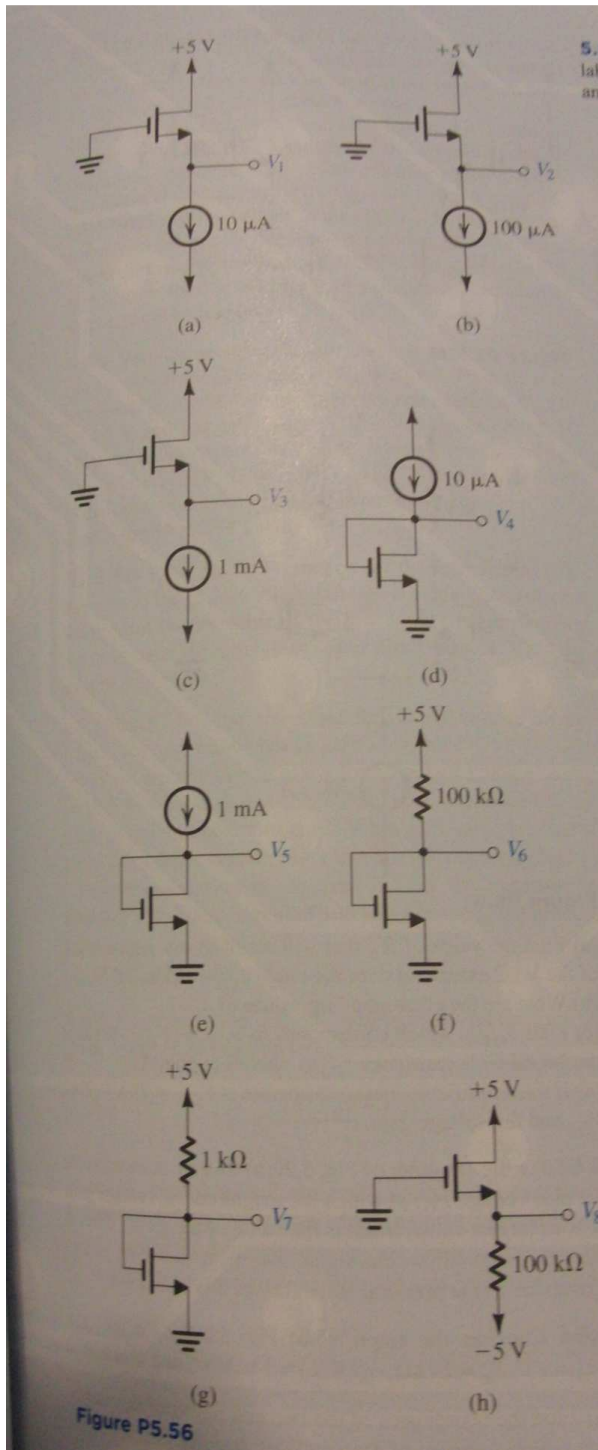 +5 V
+5 V
5.
V₁
V₂
10 μA
100 μA
(a)
(b)
+5 V
V₃
10 μA
V₄
1 mA
(c)
(d)
+5 V
1 mA
100 kΩ
V₅
V₆
(e)
(f)
+5 V
+5 V
1 kΩ
V₇
100 kΩ
−5 V
(g)
(h)
Figure P5.56